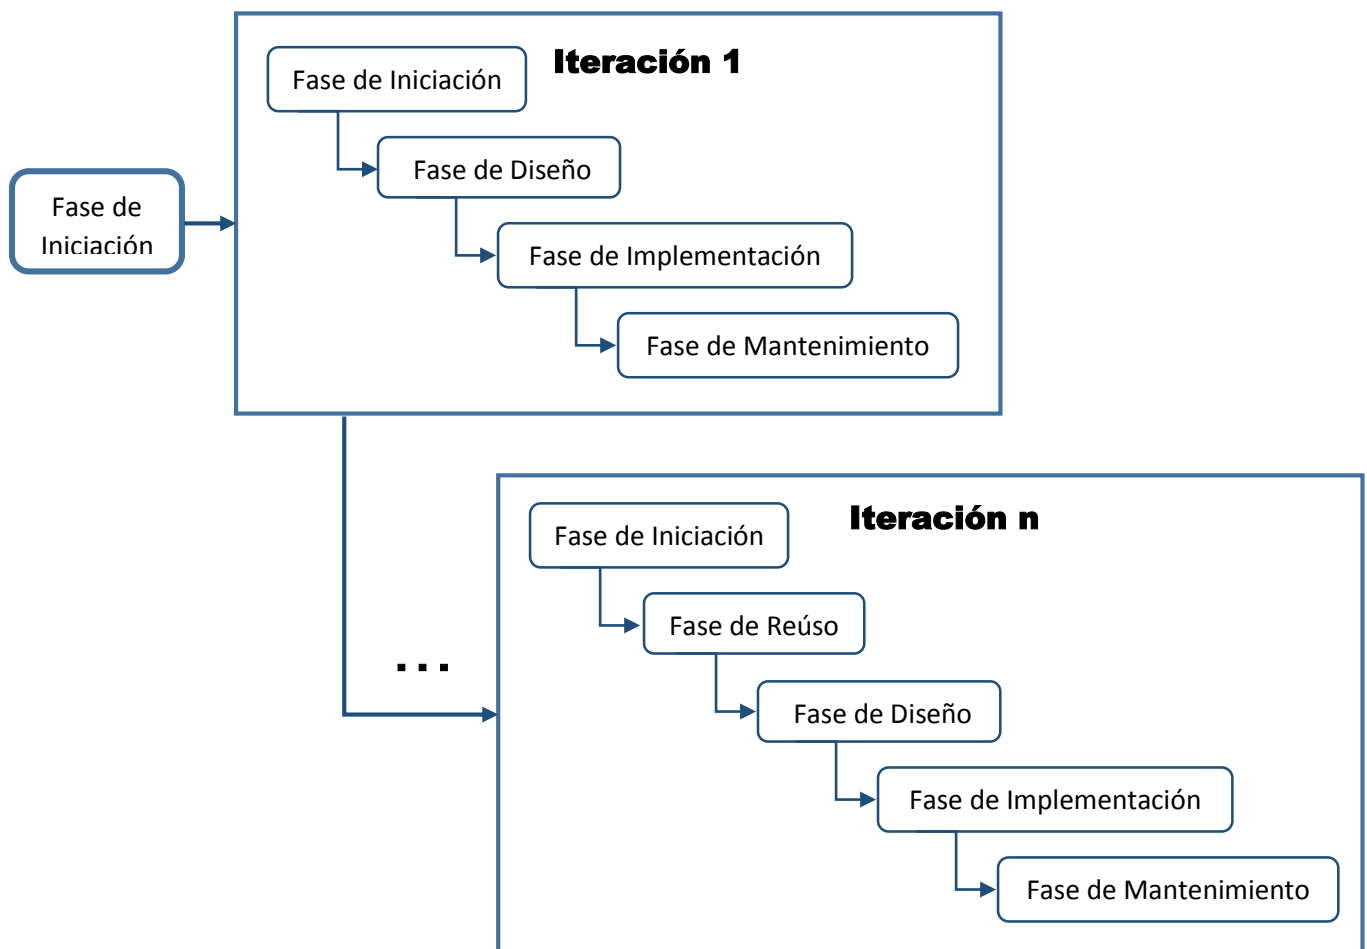 Fase de
Iniciación
Iteración 1
Fase de Iniciación
Fase de Diseño
Fase de Implementación
Fase de Mantenimiento
...
Iteración n
Fase de Iniciación
Fase de Reúso
Fase de Diseño
Fase de Implementación
Fase de Mantenimiento